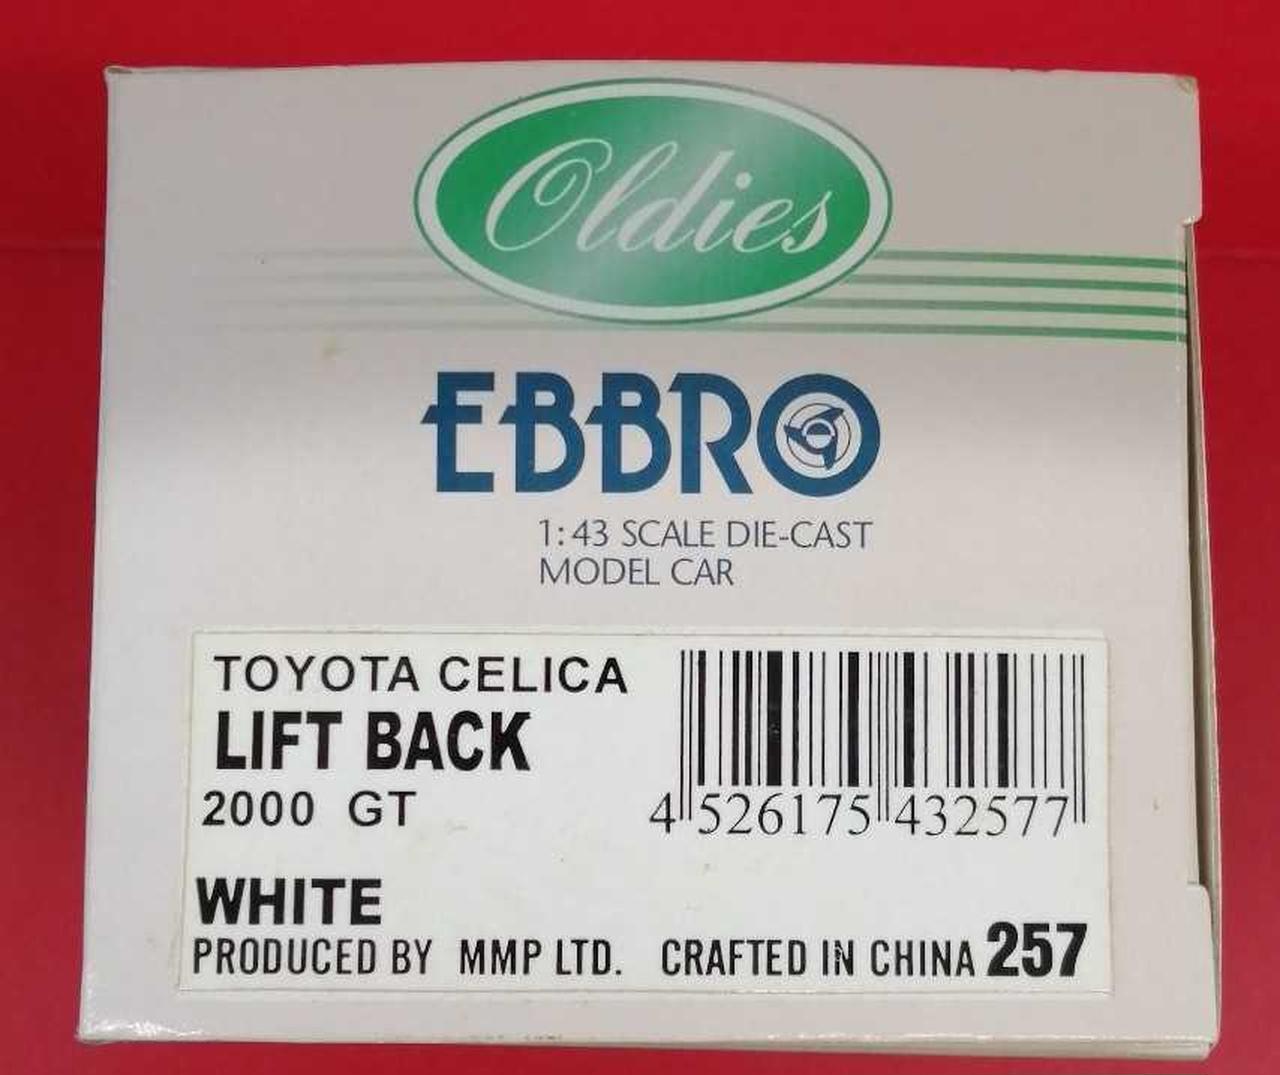 Oldies
EBBRO
1:43 SCALE DIE-CAST
MODEL CAR
TOYOTA CELICA
LIFT BACK
2000 GT
4 526175 432577
WHITE
PRODUCED BY MMP LTD. CRAFTED IN CHINA 257